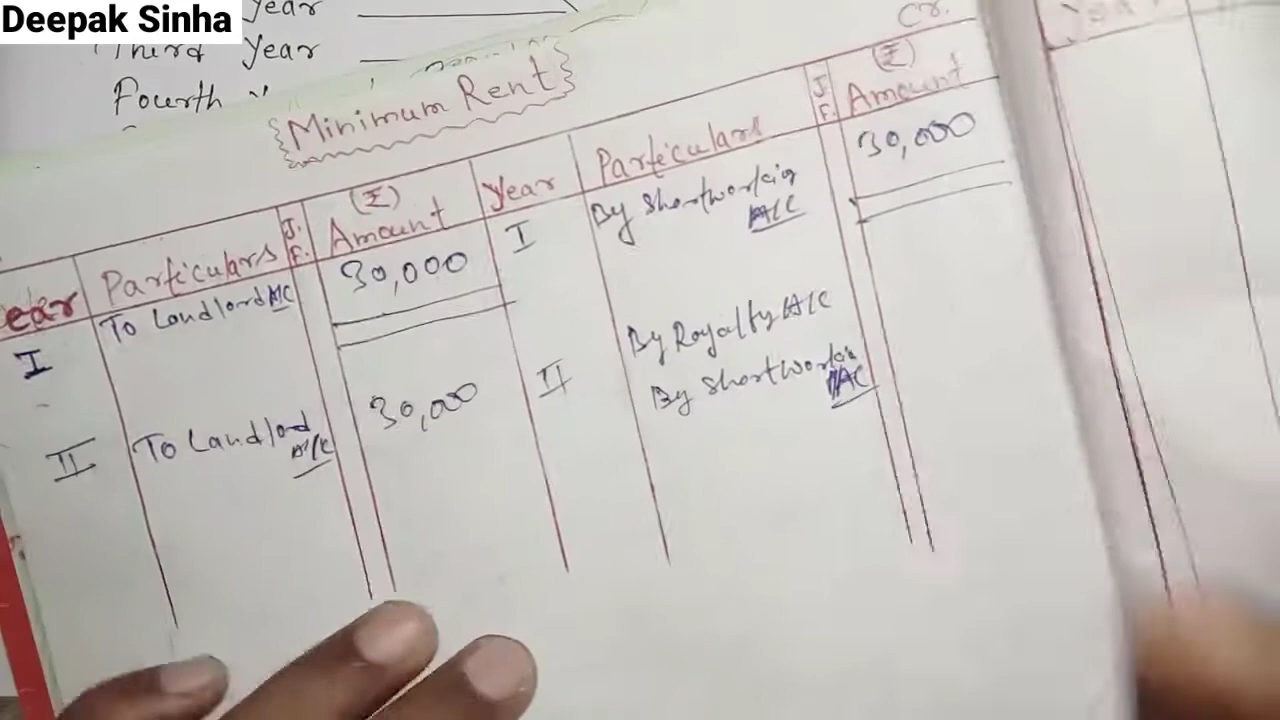 Deepak Sinha
Year
Third Year
Fourth "
Minimum Rent
Cr.
Year Particulars J.F. (₹) Amount Year Particulars J.F. (₹) Amount
I To Landlord A/C 30,000 I By Shortworking A/C 30,000
II To Landlord A/C 30,000 II By Royalty A/C
By Shortworking A/C
Year